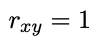 r_{xy} = 1